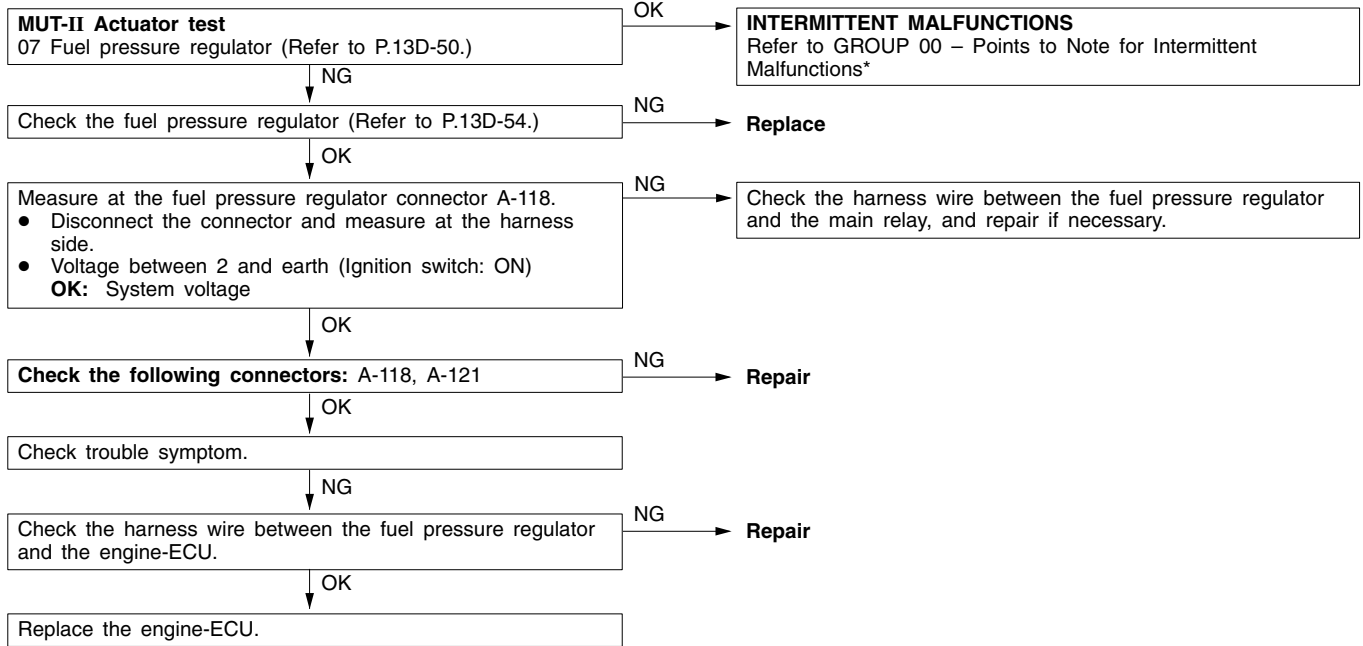 MUT-II Actuator test
07 Fuel pressure regulator (Refer to P.13D-50.)
OK
INTERMITTENT MALFUNCTIONS
Refer to GROUP 00 – Points to Note for Intermittent
Malfunctions*
NG
Check the fuel pressure regulator (Refer to P.13D-54.)
NG
Replace
OK
Measure at the fuel pressure regulator connector A-118.
● Disconnect the connector and measure at the harness
side.
● Voltage between 2 and earth (Ignition switch: ON)
OK: System voltage
NG
Check the harness wire between the fuel pressure regulator
and the main relay, and repair if necessary.
OK
Check the following connectors: A-118, A-121
NG
Repair
OK
Check trouble symptom.
NG
Check the harness wire between the fuel pressure regulator
and the engine-ECU.
NG
Repair
OK
Replace the engine-ECU.